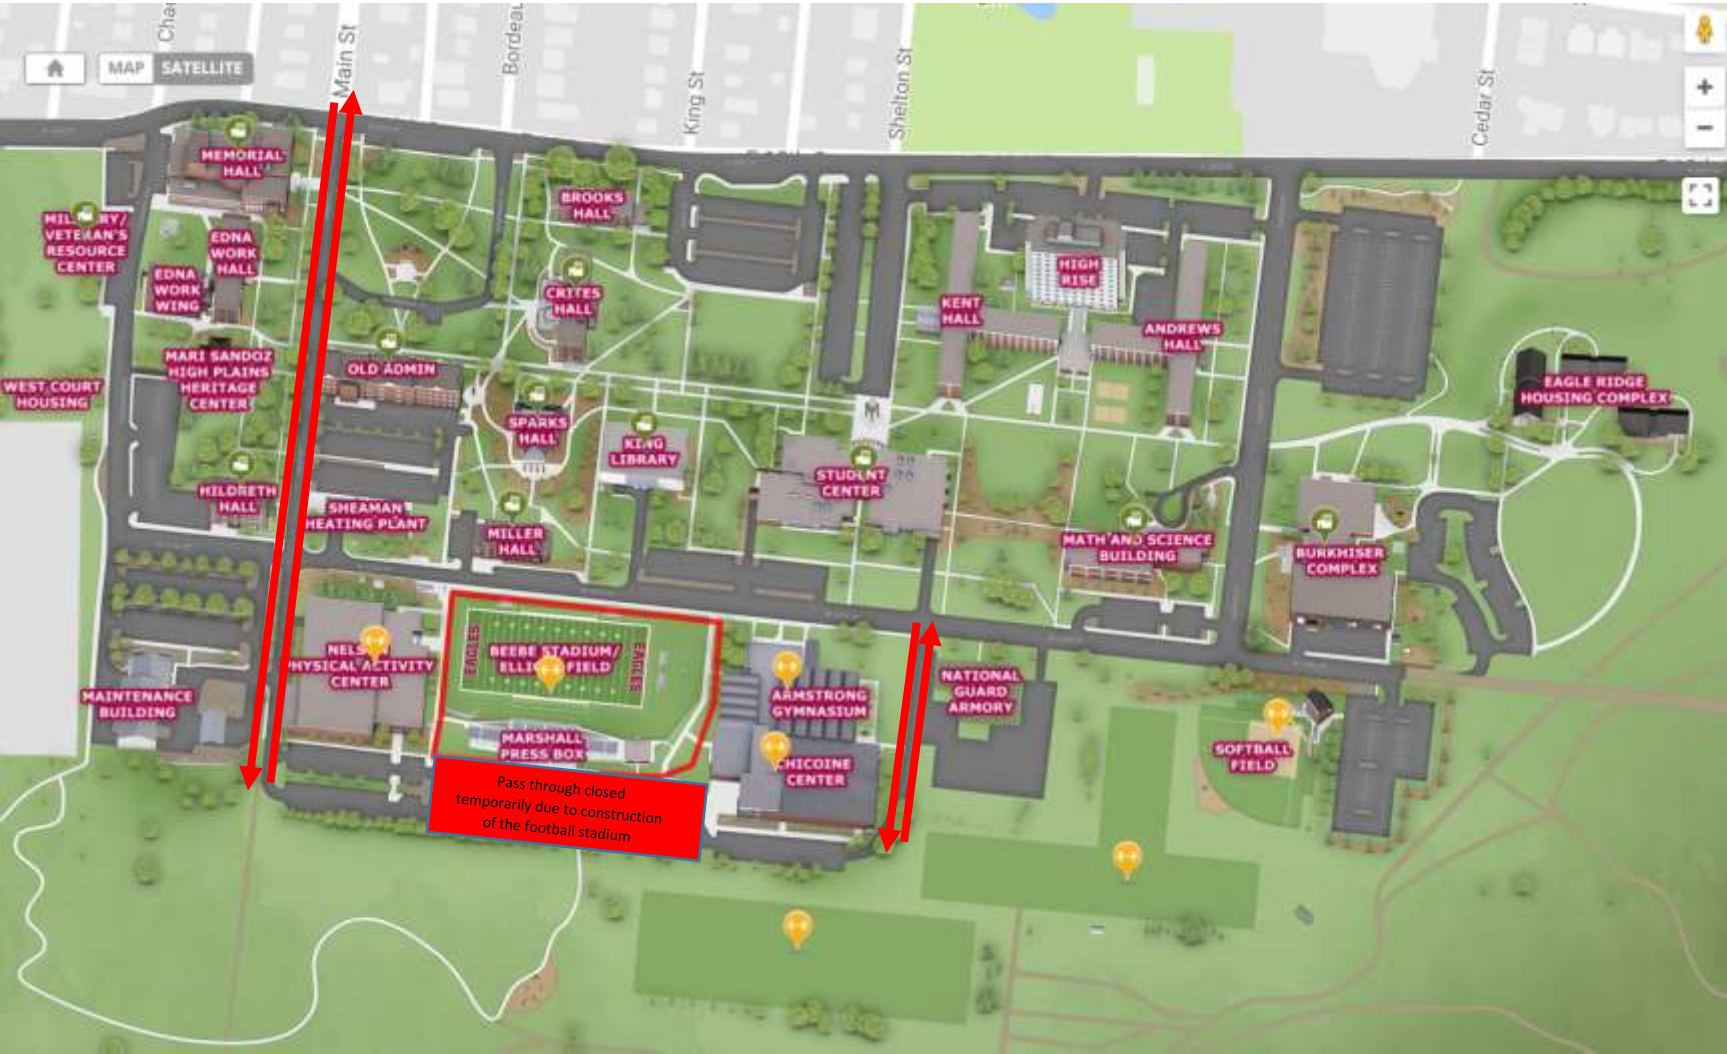 Main St
Bordeau
King St
Shelton St
Cedar St
MAP
SATELLITE
MEMORIAL
HALL
VETERAN'S
RESOURCE
CENTER
EDNA
WORK
HALL
EDNA
WORK
WING
BROOKS
HALL
CRITES
HALL
HIGH
RISE
KENT
HALL
ANDREWS
HALL
MARI SANDOZ
HIGH PLAINS
HERITAGE
CENTER
OLD ADMIN
WEST COURT
HOUSING
EAGLE RIDGE
HOUSING COMPLEX
SPARKS
HALL
KING
LIBRARY
STUDENT
CENTER
HILDRETH
HALL
SHEAMAN
HEATING PLANT
MILLER
HALL
MATH AND SCIENCE
BUILDING
BURKHISER
COMPLEX
NELSON
PHYSICAL ACTIVITY
CENTER
EAGLES
BEEBE STADIUM/
FIELD
EAGLES
MARSHALL
PRESS BOX
ARMSTRONG
GYMNASIUM
CHICOINE
CENTER
NATIONAL
GUARD
ARMORY
MAINTENANCE
BUILDING
SOFTBALL
FIELD
Pass through closed
temporarily due to construction
of the football stadium